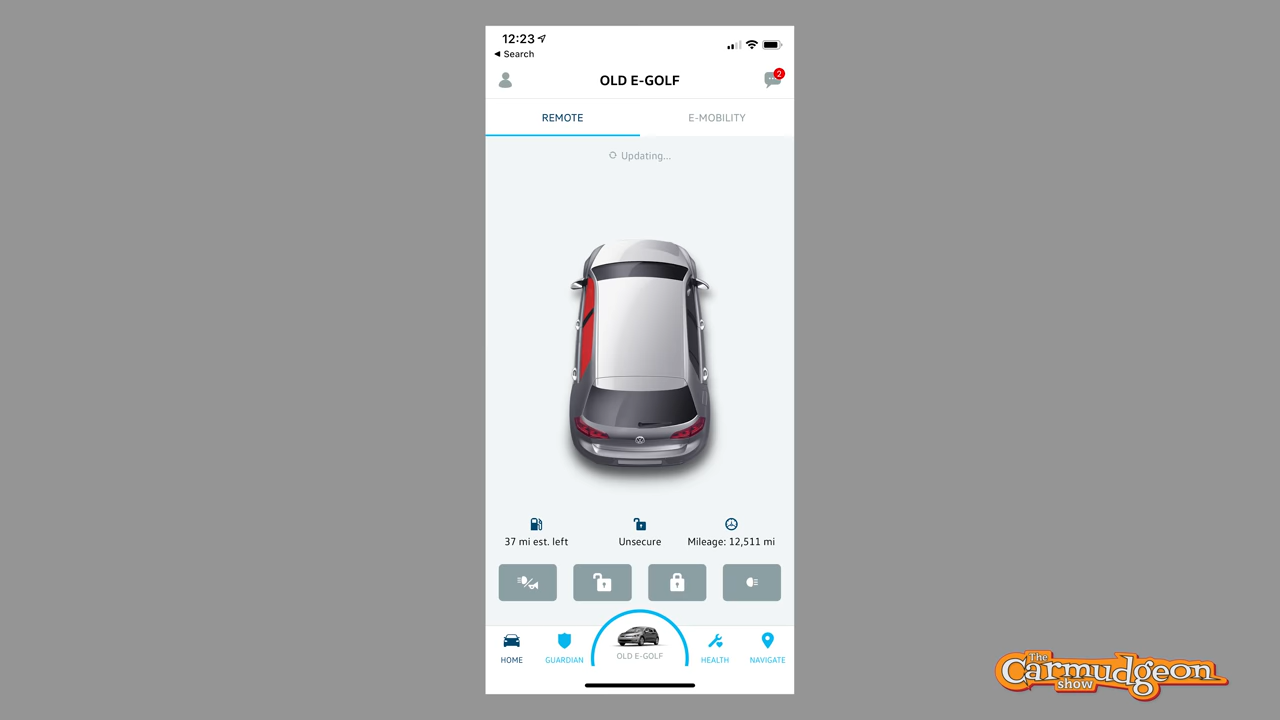 12:23
◀ Search
OLD E-GOLF
2
REMOTE
E-MOBILITY
Updating...
37 mi est. left
Unsecure
Mileage: 12,511 mi
HOME
GUARDIAN
OLD E-GOLF
HEALTH
NAVIGATE
The
Carmudgeon
show